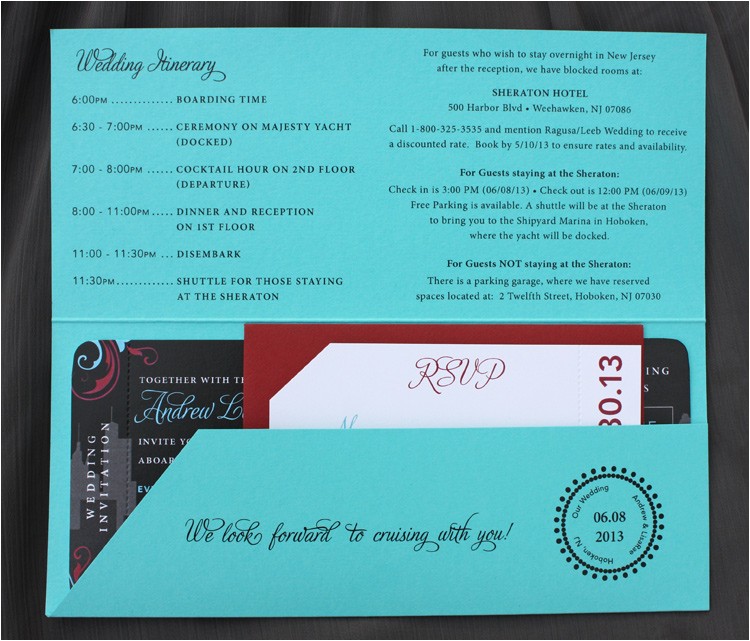 Wedding Itinerary
6:00PM ............. BOARDING TIME
6:30 - 7:00PM ...... CEREMONY ON MAJESTY YACHT
(DOCKED)
7:00 - 8:00PM ...... COCKTAIL HOUR ON 2ND FLOOR
(DEPARTURE)
8:00 - 11:00PM ..... DINNER AND RECEPTION
ON 1ST FLOOR
11:00 - 11:30PM .... DISEMBARK
11:30PM ............ SHUTTLE FOR THOSE STAYING
AT THE SHERATON
For guests who wish to stay overnight in New Jersey
after the reception, we have blocked rooms at:
SHERATON HOTEL
500 Harbor Blvd • Weehawken, NJ 07086
Call 1-800-325-3535 and mention Ragusa/Leeb Wedding to receive
a discounted rate. Book by 5/10/13 to ensure rates and availability.
For Guests staying at the Sheraton:
Check in is 3:00 PM (06/08/13) • Check out is 12:00 PM (06/09/13)
Free Parking is available. A shuttle will be at the Sheraton
to bring you to the Shipyard Marina in Hoboken,
where the yacht will be docked.
For Guests NOT staying at the Sheraton:
There is a parking garage, where we have reserved
spaces located at: 2 Twelfth Street, Hoboken, NJ 07030
WEDDING
INVITATION
TOGETHER WITH
Andrew
INVITE
RSVP
30.13
We look forward to cruising with you!
Our Wedding
Andrew & LisaRae
06.08
2013
Hoboken, NJ